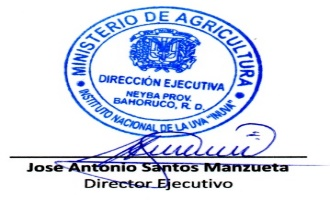 MINISTERIO DE AGRICULTURA
DIRECCIÓN EJECUTIVA
NEYBA PROV.
BAHORUCO, R. D.
INSTITUTO NACIONAL DE LA UVA "INUVA"
José Antonio Santos Manzueta
Director Ejecutivo